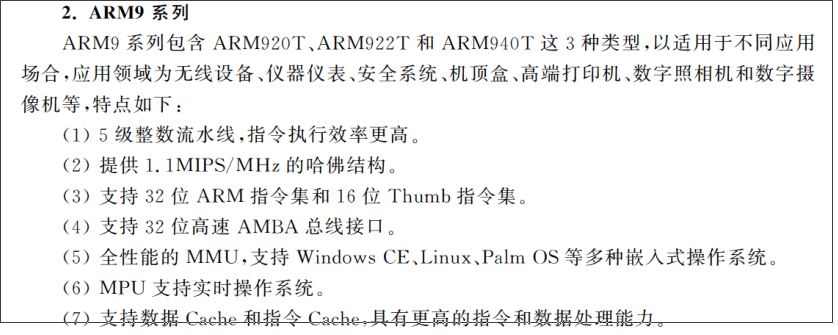 2. ARM9 系列
ARM9 系列包含 ARM920T、ARM922T 和 ARM940T 这 3 种类型,以适用于不同应用
场合,应用领域为无线设备、仪器仪表、安全系统、机顶盒、高端打印机、数字照相机和数字摄
像机等,特点如下:
(1) 5 级整数流水线,指令执行效率更高。
(2) 提供 1.1MIPS/MHz 的哈佛结构。
(3) 支持 32 位 ARM 指令集和 16 位 Thumb 指令集。
(4) 支持 32 位高速 AMBA 总线接口。
(5) 全性能的 MMU,支持 Windows CE、Linux、Palm OS 等多种嵌入式操作系统。
(6) MPU 支持实时操作系统。
(7) 支持数据 Cache 和指令 Cache,具有更高的指令和数据处理能力。